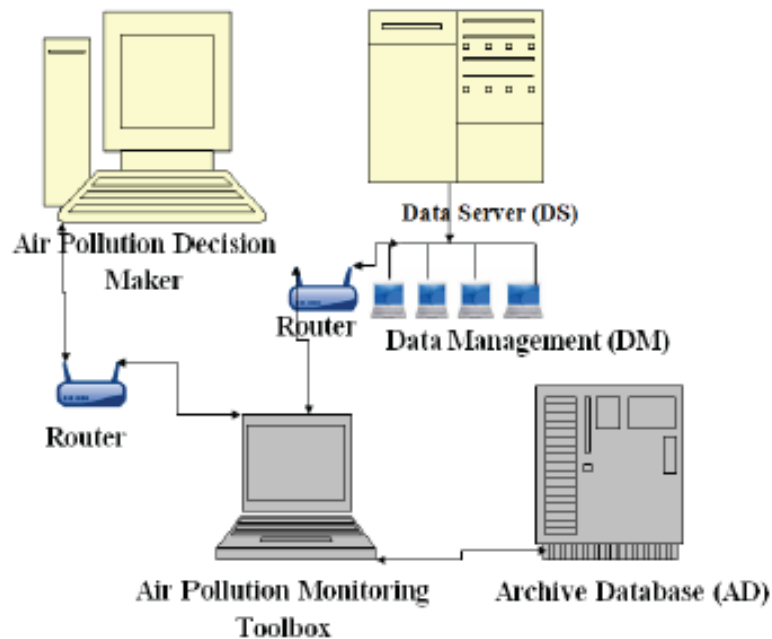 Data Server (DS)
Air Pollution Decision
Maker
Router
Data Management (DM)
Router
Air Pollution Monitoring
Toolbox
Archive Database (AD)